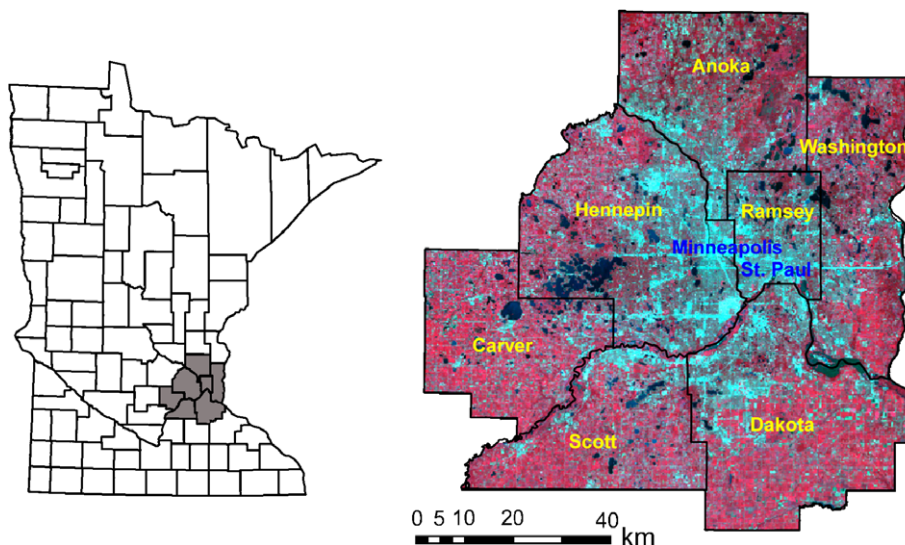 Anoka
Washington
Hennepin
Ramsey
Minneapolis
St. Paul
Carver
Scott
Dakota
0 5 10 20 40 km